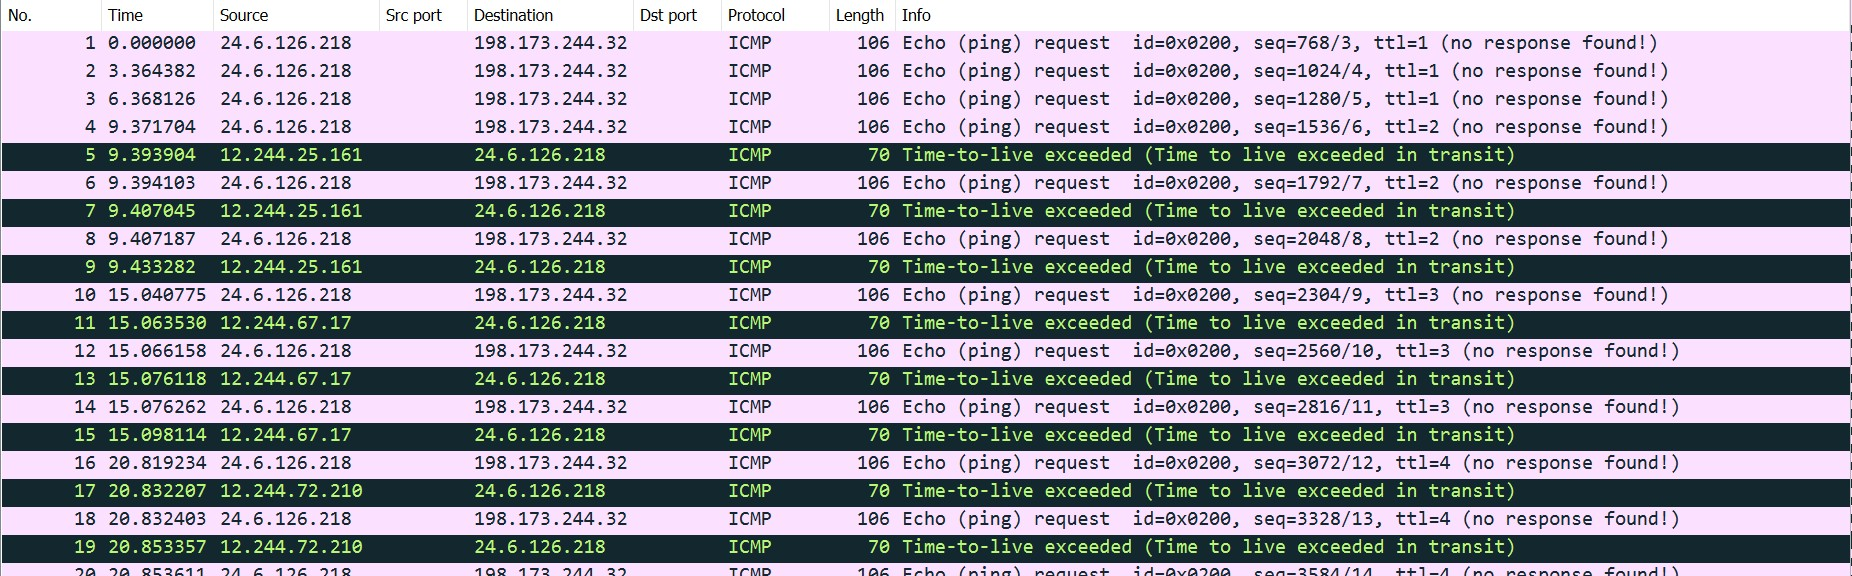 No. Time Source Src port Destination Dst port Protocol Length Info
1 0.000000 24.6.126.218 198.173.244.32 ICMP 106 Echo (ping) request id=0x0200, seq=768/3, ttl=1 (no response found!)
2 3.364382 24.6.126.218 198.173.244.32 ICMP 106 Echo (ping) request id=0x0200, seq=1024/4, ttl=1 (no response found!)
3 6.368126 24.6.126.218 198.173.244.32 ICMP 106 Echo (ping) request id=0x0200, seq=1280/5, ttl=1 (no response found!)
4 9.371704 24.6.126.218 198.173.244.32 ICMP 106 Echo (ping) request id=0x0200, seq=1536/6, ttl=2 (no response found!)
5 9.393904 12.244.25.161 24.6.126.218 ICMP 70 Time-to-live exceeded (Time to live exceeded in transit)
6 9.394103 24.6.126.218 198.173.244.32 ICMP 106 Echo (ping) request id=0x0200, seq=1792/7, ttl=2 (no response found!)
7 9.407045 12.244.25.161 24.6.126.218 ICMP 70 Time-to-live exceeded (Time to live exceeded in transit)
8 9.407187 24.6.126.218 198.173.244.32 ICMP 106 Echo (ping) request id=0x0200, seq=2048/8, ttl=2 (no response found!)
9 9.433282 12.244.25.161 24.6.126.218 ICMP 70 Time-to-live exceeded (Time to live exceeded in transit)
10 15.040775 24.6.126.218 198.173.244.32 ICMP 106 Echo (ping) request id=0x0200, seq=2304/9, ttl=3 (no response found!)
11 15.063530 12.244.67.17 24.6.126.218 ICMP 70 Time-to-live exceeded (Time to live exceeded in transit)
12 15.066158 24.6.126.218 198.173.244.32 ICMP 106 Echo (ping) request id=0x0200, seq=2560/10, ttl=3 (no response found!)
13 15.076118 12.244.67.17 24.6.126.218 ICMP 70 Time-to-live exceeded (Time to live exceeded in transit)
14 15.076262 24.6.126.218 198.173.244.32 ICMP 106 Echo (ping) request id=0x0200, seq=2816/11, ttl=3 (no response found!)
15 15.098114 12.244.67.17 24.6.126.218 ICMP 70 Time-to-live exceeded (Time to live exceeded in transit)
16 20.819234 24.6.126.218 198.173.244.32 ICMP 106 Echo (ping) request id=0x0200, seq=3072/12, ttl=4 (no response found!)
17 20.832207 12.244.72.210 24.6.126.218 ICMP 70 Time-to-live exceeded (Time to live exceeded in transit)
18 20.832403 24.6.126.218 198.173.244.32 ICMP 106 Echo (ping) request id=0x0200, seq=3328/13, ttl=4 (no response found!)
19 20.853357 12.244.72.210 24.6.126.218 ICMP 70 Time-to-live exceeded (Time to live exceeded in transit)
20 20.853611 24.6.126.218 198.173.244.32 ICMP 106 Echo (ping) request id=0x0200, seq=3584/14, ttl=4 (no response found!)